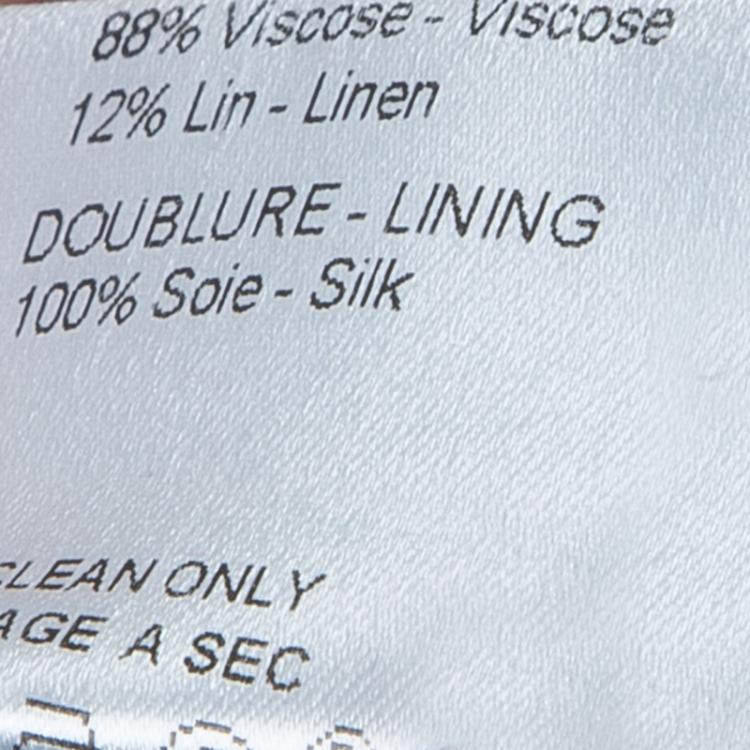 88% Viscose - Viscose
12% Lin - Linen
DOUBLURE - LINING
100% Soie - Silk
CLEAN ONLY
AGE A SEC